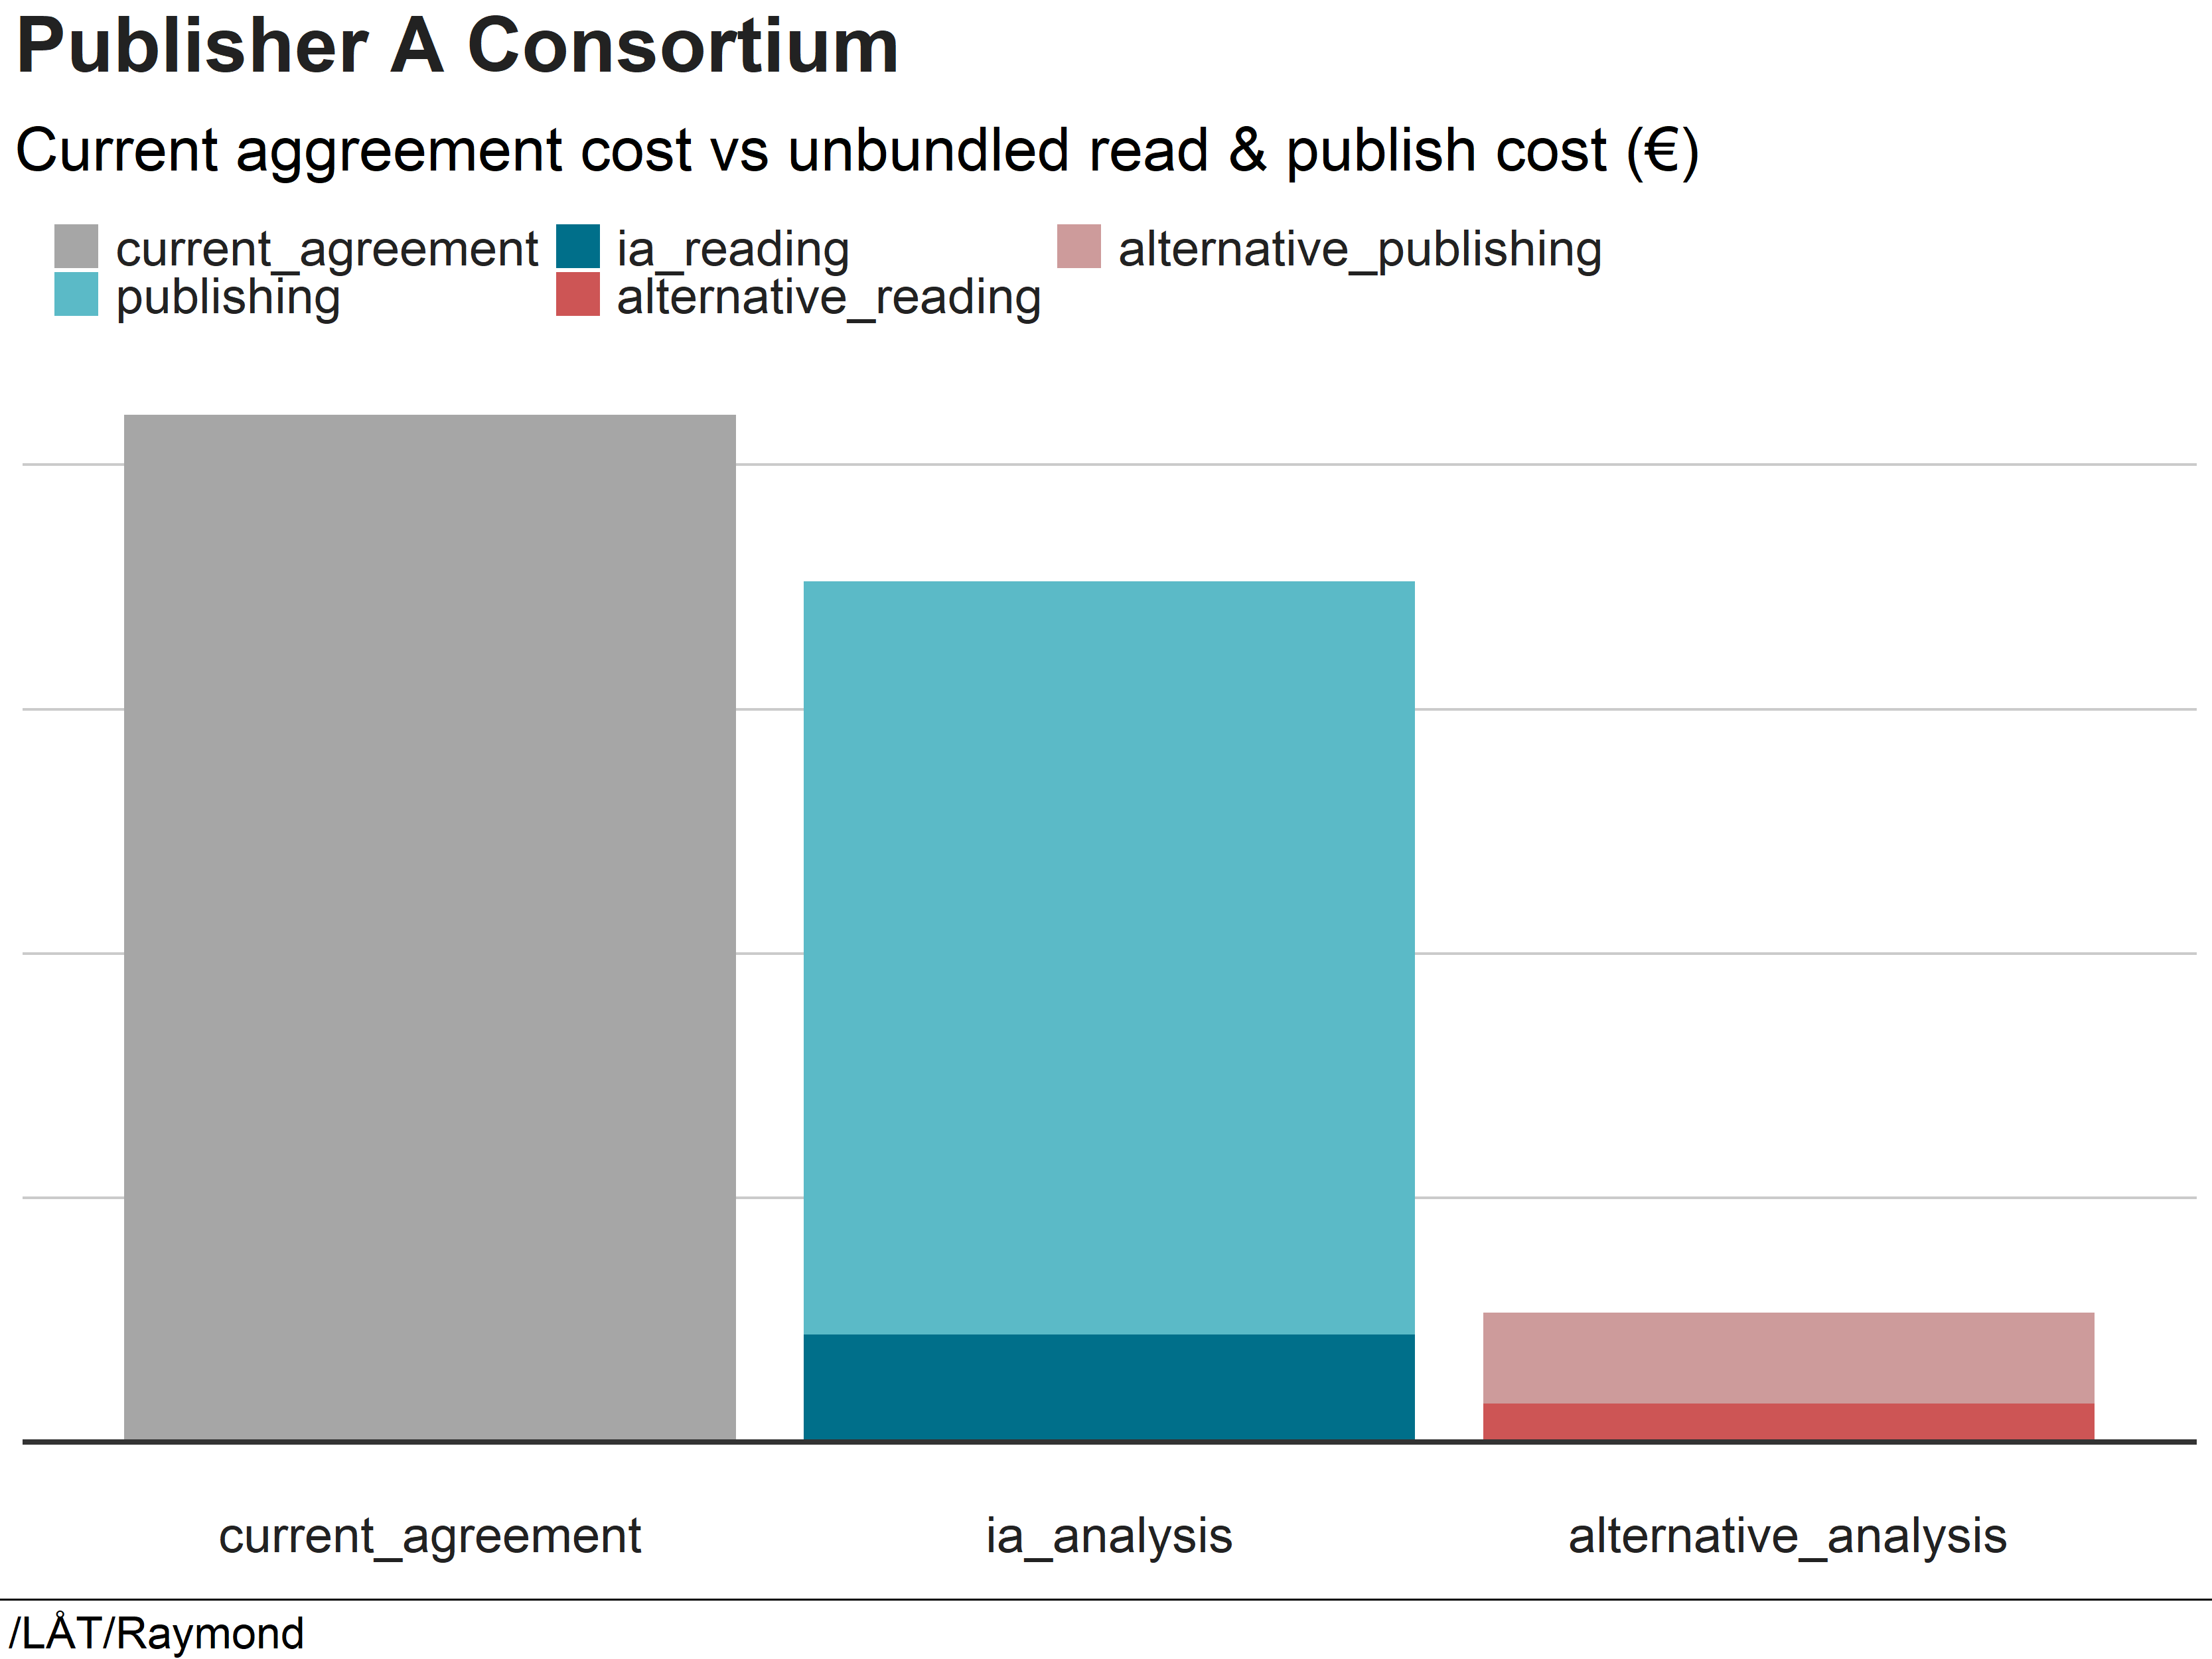 Publisher A Consortium
Current aggreement cost vs unbundled read & publish cost (€)
current_agreement ia_reading alternative_publishing
publishing alternative_reading
current_agreement ia_analysis alternative_analysis
/LÅT/Raymond